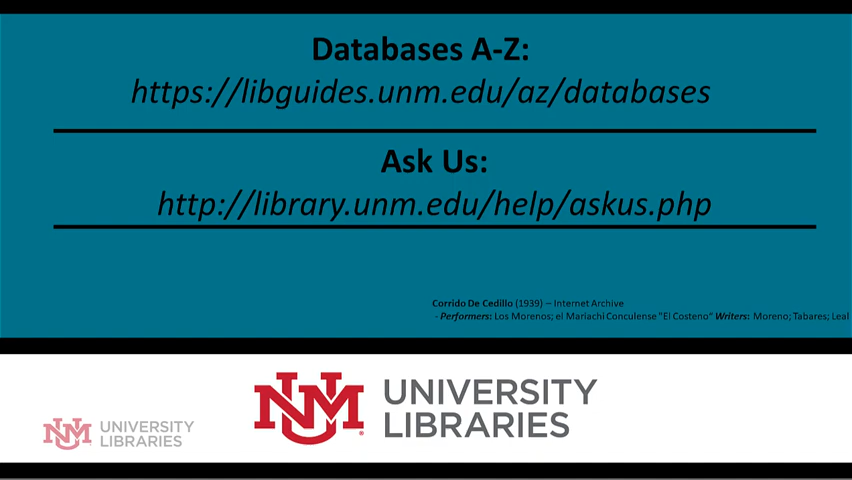 Databases A-Z:
https://libguides.unm.edu/az/databases
Ask Us:
http://library.unm.edu/help/askus.php
Corrido De Cedillo (1939) – Internet Archive
- Performers: Los Morenos; el Mariachi Conculense "El Costeno" Writers: Moreno; Tabares; Leal
UNM UNIVERSITY
LIBRARIES
UNM UNIVERSITY
LIBRARIES